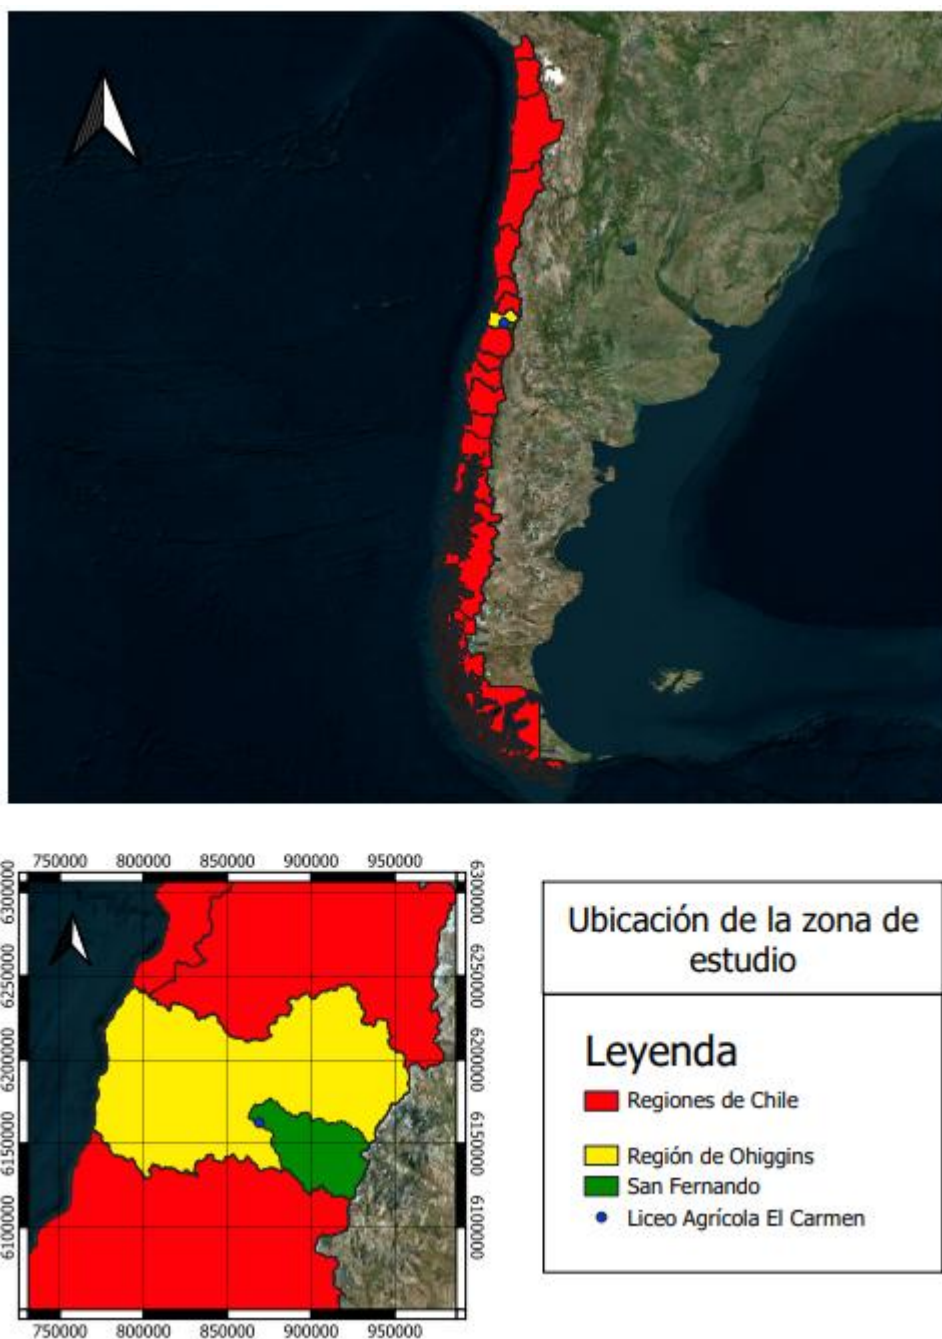 750000 800000 850000 900000 950000
6300000
6250000
6200000
6150000
6100000
6300000
6250000
6200000
6150000
6100000
750000 800000 850000 900000 950000
Ubicación de la zona de
estudio
Leyenda
Regiones de Chile
Región de Ohiggins
San Fernando
Liceo Agrícola El Carmen